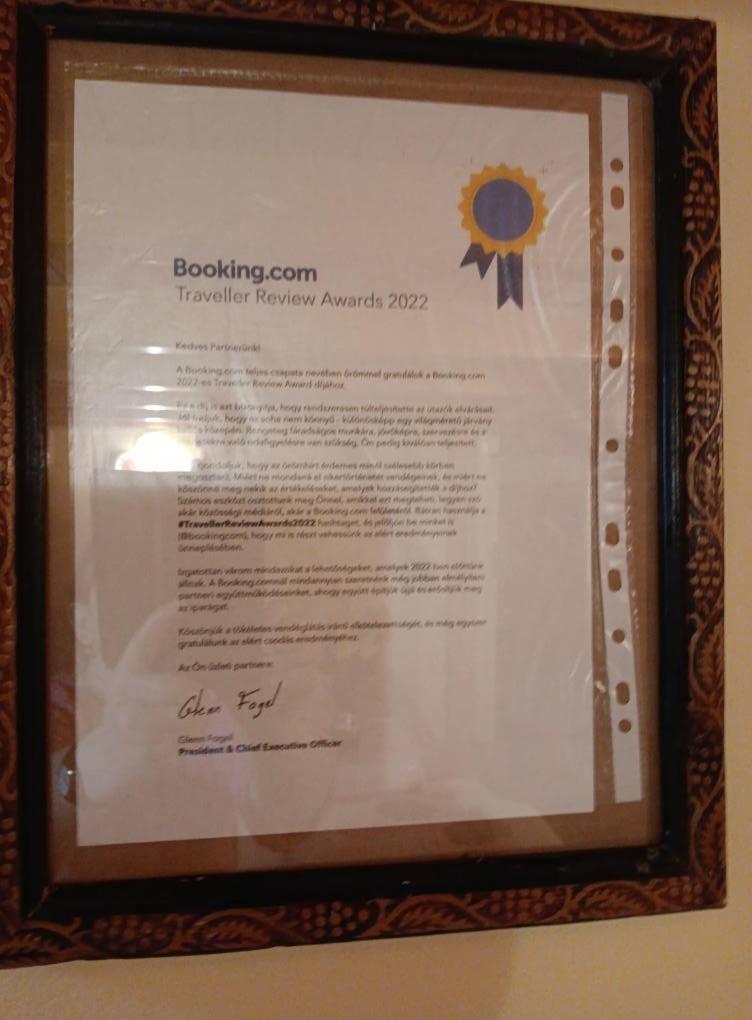 Booking.com
Traveller Review Awards 2022
Kedves Partnerünk!
A Booking.com teljes csapata nevében örömmel gratulálok a Booking.com
2022-es Traveller Review Award díjához.
Ez a díj is azt bizonyítja, hogy rendszeresen túlteljesítette az utazók elvárásait.
tudjuk, hogy ez soha nem könnyű - különösképp egy világméretű járvány
közepén. Rengeteg fáradságos munkára, jövőképre, szervezésre és a
való odafigyelésre van szükség, Ön pedig kiválóan teljesített.
gondoljuk, hogy az örömhírt érdemes minél szélesebb körben
megosztani. Miért ne mondaná el sikertörténetét vendégeinek, és miért ne
köszönné meg nekik az értékeléseket, amelyek hozzásegítették a díjhoz?
Számos eszközt osztottunk meg Önnel, amikkel ezt megteheti, legyen szó
akár közösségi médiáról, akár a Booking.com felületéről. Bátran használja a
#TravellerReviewAwards2022 hashtaget, és jelöljön be minket is
(@bookingcom), hogy mi is részt vehessünk az elért eredményeinek
ünneplésében.
Izgatottan várom mindazokat a lehetőségeket, amelyek 2022-ben előttünk
állnak. A Booking.comnál mindannyian szeretnénk még jobban elmélyíteni
partneri együttműködéseinket, ahogy együtt építjük újjá és erősítjük meg
az iparágat.
Köszönjük a tökéletes vendéglátás iránti elkötelezettségét, és még egyszer
gratulálunk az elért csodás eredményéhez.
Az Ön üzleti partnere:
Glenn Fogel
Glenn Fogel
President & Chief Executive Officer